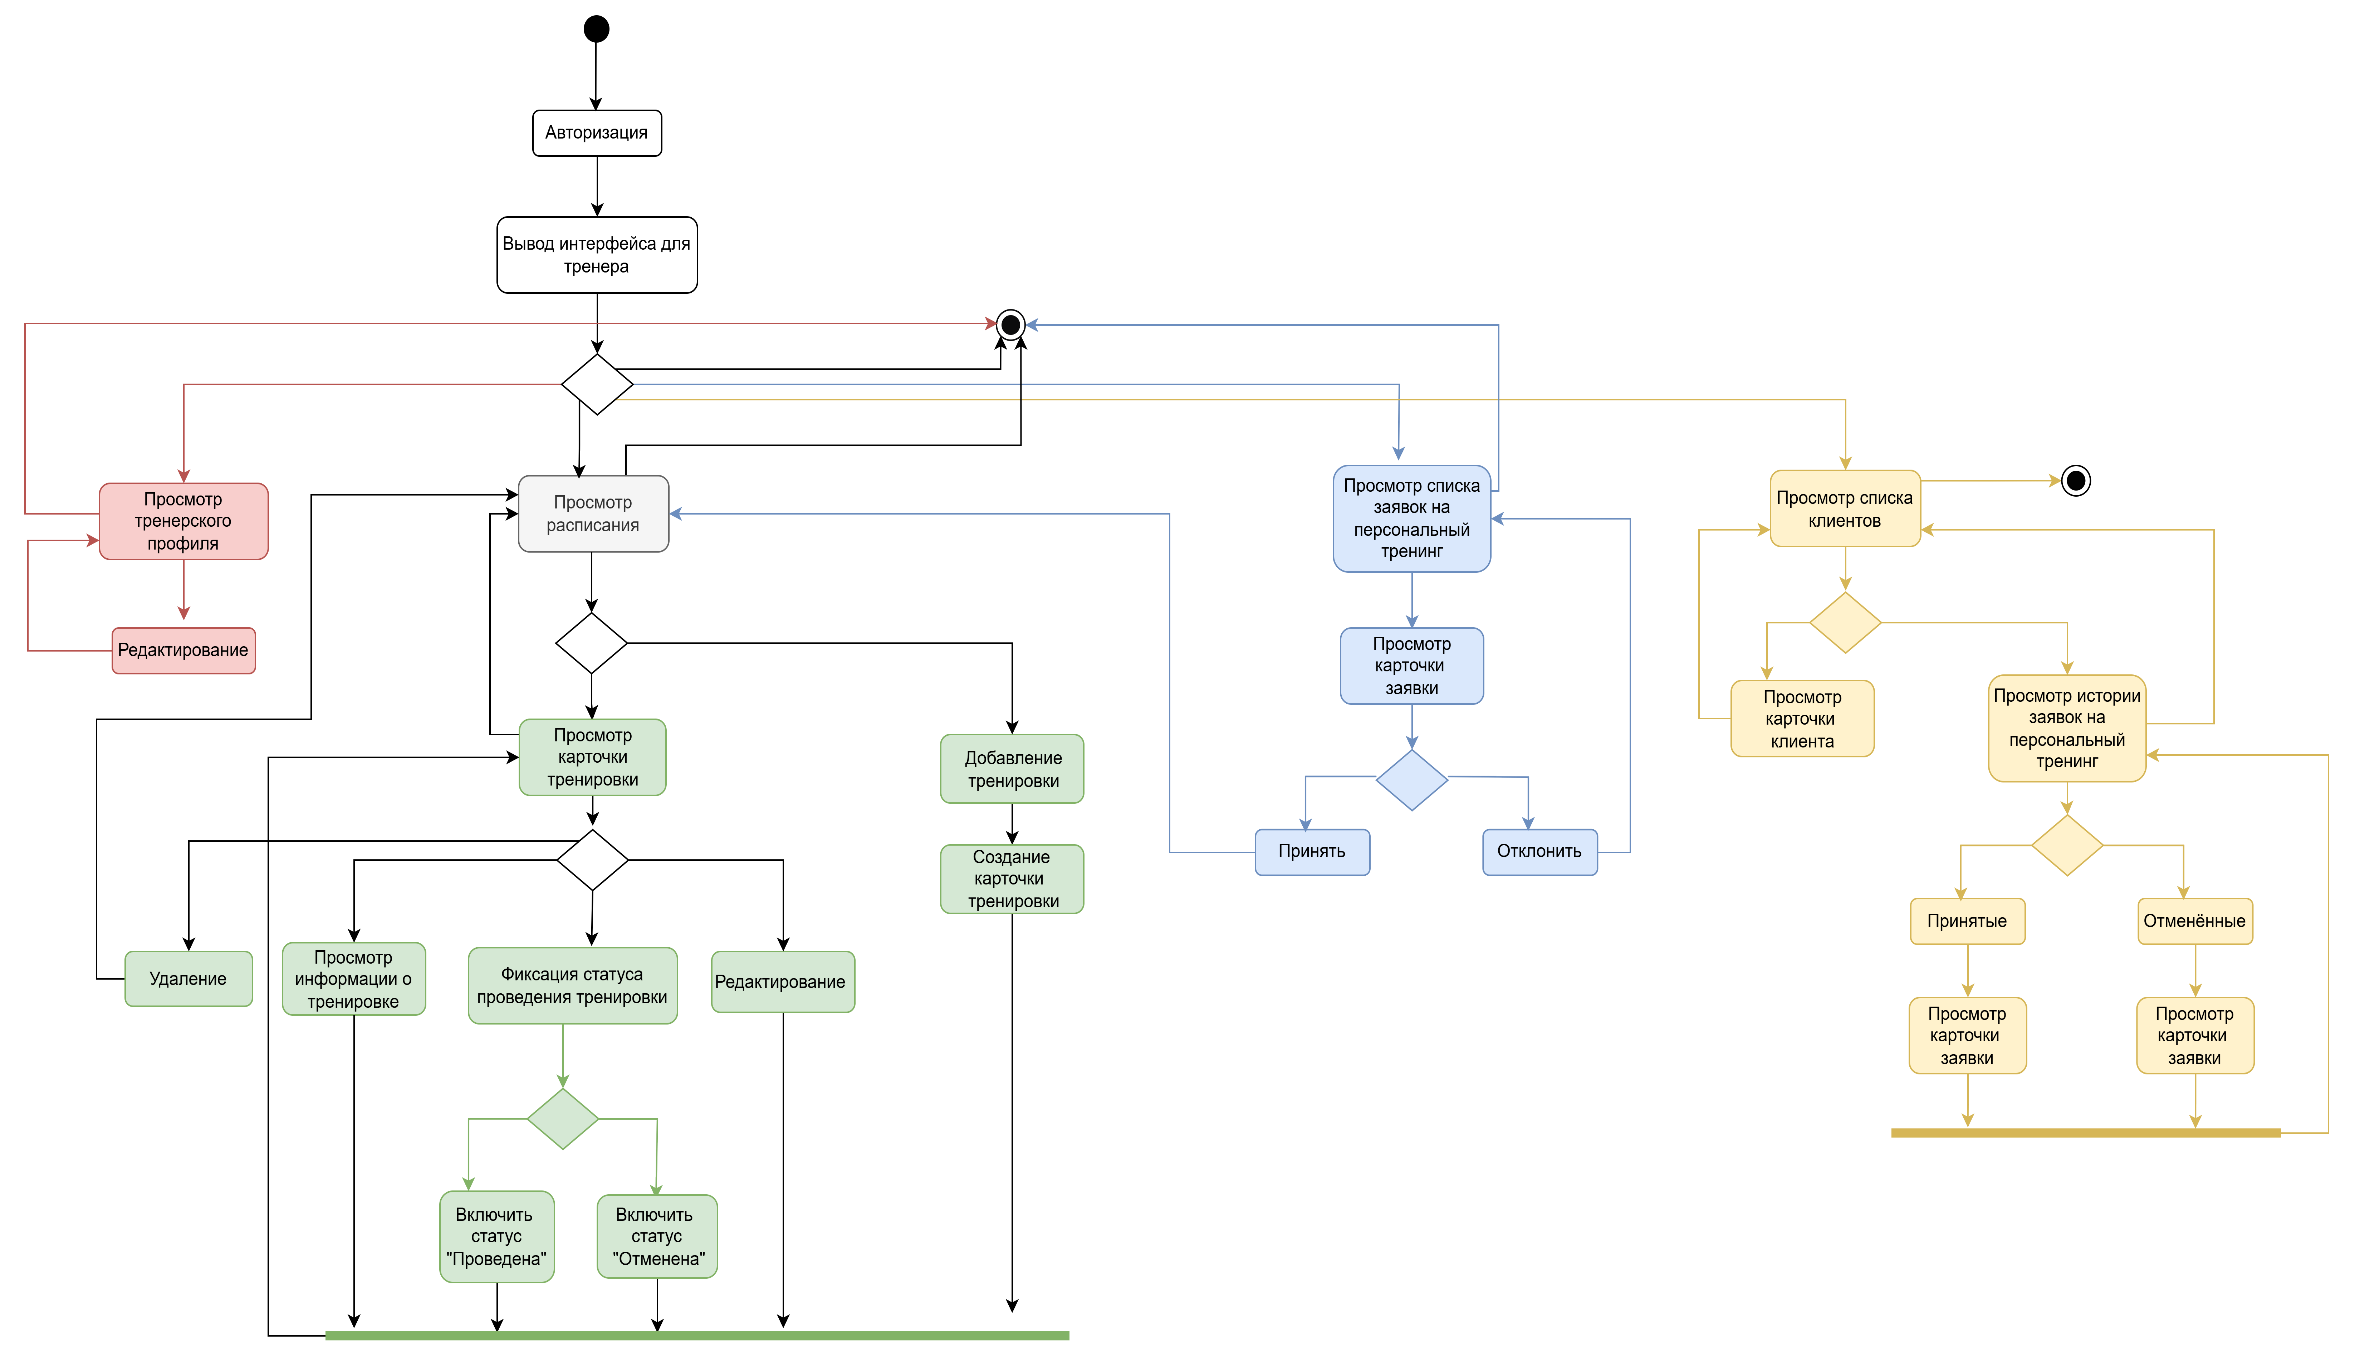 Авторизация
Вывод интерфейса для
тренера
Просмотр
тренерского
профиля
Редактирование
Просмотр
расписания
Просмотр списка
заявок на
персональный
тренинг
Просмотр списка
клиентов
Просмотр
карточки
заявки
Просмотр
карточки
клиента
Просмотр истории
заявок на
персональный
тренинг
Просмотр
карточки
тренировки
Добавление
тренировки
Создание
карточки
тренировки
Принять
Отклонить
Принятые
Отменённые
Удаление
Просмотр
информации о
тренировке
Фиксация статуса
проведения тренировки
Редактирование
Просмотр
карточки
заявки
Просмотр
карточки
заявки
Включить
статус
"Проведена"
Включить
статус
"Отменена"